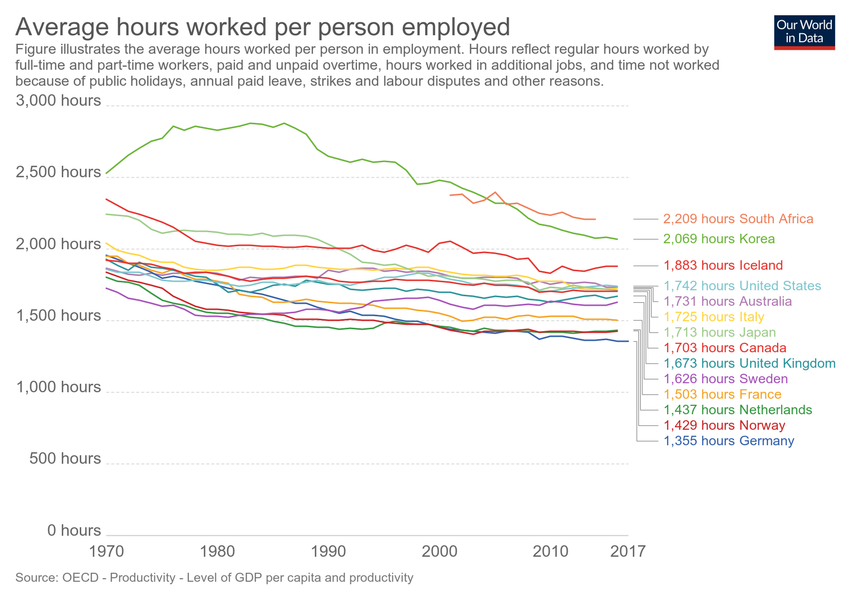 Average hours worked per person employed
Our World
in Data
Figure illustrates the average hours worked per person in employment. Hours reflect regular hours worked by
full-time and part-time workers, paid and unpaid overtime, hours worked in additional jobs, and time not worked
because of public holidays, annual paid leave, strikes and labour disputes and other reasons.
3,000 hours
2,500 hours
2,000 hours
1,500 hours
1,000 hours
500 hours
0 hours
1970
1980
1990
2000
2010
2017
2,209 hours South Africa
2,069 hours Korea
1,883 hours Iceland
1,742 hours United States
1,731 hours Australia
1,725 hours Italy
1,713 hours Japan
1,703 hours Canada
1,673 hours United Kingdom
1,626 hours Sweden
1,503 hours France
1,437 hours Netherlands
1,429 hours Norway
1,355 hours Germany
Source: OECD - Productivity - Level of GDP per capita and productivity